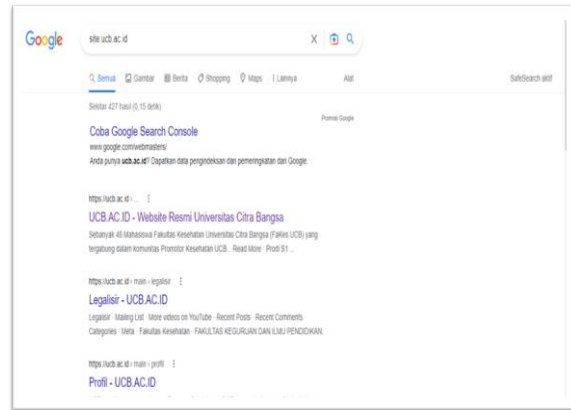 Google
site:ucb.ac.id
Semua Gambar Berita Shopping Maps Lainnya Alat SafeSearch aktif
Sekitar 427 hasil (0,15 detik)
Promosi Google
Coba Google Search Console
www.google.com/webmasters/
Anda punya ucb.ac.id? Dapatkan data pengindeksan dan pemeringkatan dari Google.
https://ucb.ac.id › ...
UCB.AC.ID - Website Resmi Universitas Citra Bangsa
Sebanyak 48 Mahasiswa Fakultas Kesehatan Universitas Citra Bangsa (FaKes UCB) yang
tergabung dalam komunitas Promotor Kesehatan UCB... Read More · Prodi S1 ...
https://ucb.ac.id › main › legalisir
Legalisir - UCB.AC.ID
Legalisir · Mailing List · More videos on YouTube · Recent Posts · Recent Comments ·
Categories · Meta · Fakultas Kesehatan · FAKULTAS KEGURUAN DAN ILMU PENDIDIKAN.
https://ucb.ac.id › main › profil
Profil - UCB.AC.ID